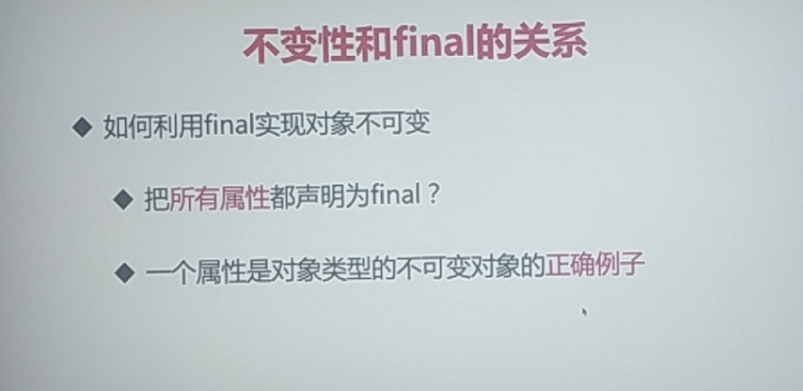 不变性和final的关系
如何利用final实现对象不可变
把所有属性都声明为final？
一个属性是对象类型的不可变对象的正确例子